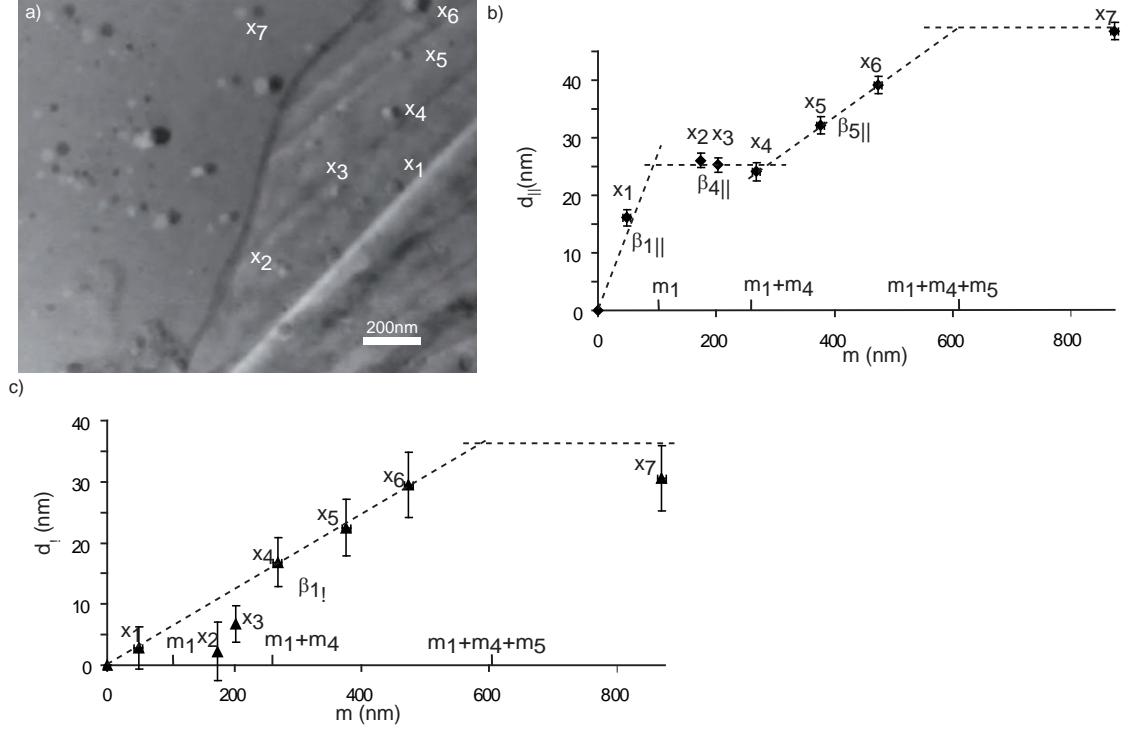 a)
x7
x6
x5
x4
x1
x3
x2
200nm
b)
d||(nm)
40
30
20
10
0
x1
β1||
x2 x3 x4
β4||
x5
β5||
x6
x7
m1
m1+m4
m1+m4+m5
0 200 400 600 800
m (nm)
c)
d¡ (nm)
40
30
20
10
0
x1
x2
x3
x4
β1!
x5
x6
x7
m1
m1+m4
m1+m4+m5
0 200 400 600 800
m (nm)